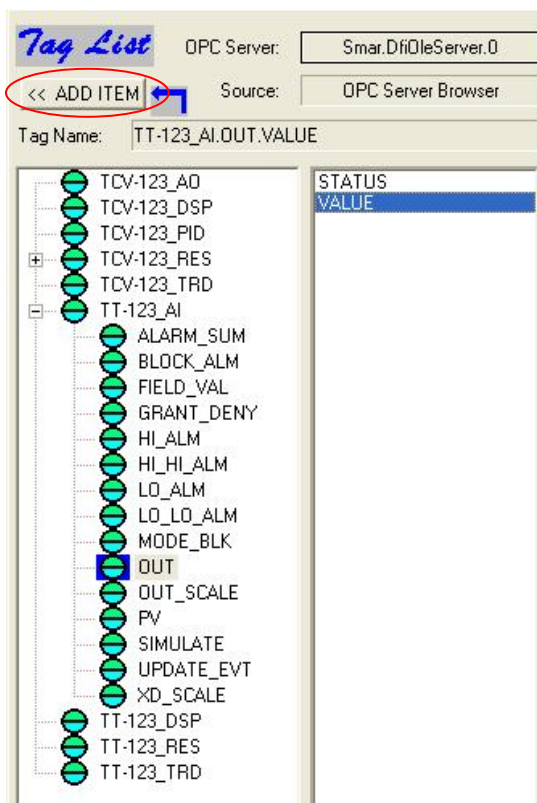 Tag List OPC Server: Smar.DfiOleServer.0
<< ADD ITEM Source: OPC Server Browser
Tag Name: TT-123_AI.OUT.VALUE
TCV-123_AO
TCV-123_DSP
TCV-123_PID
TCV-123_RES
TCV-123_TRD
TT-123_AI
ALARM_SUM
BLOCK_ALM
FIELD_VAL
GRANT_DENY
HI_ALM
HI_HI_ALM
LO_ALM
LO_LO_ALM
MODE_BLK
OUT
OUT_SCALE
PV
SIMULATE
UPDATE_EVT
XD_SCALE
TT-123_DSP
TT-123_RES
TT-123_TRD
STATUS
VALUE